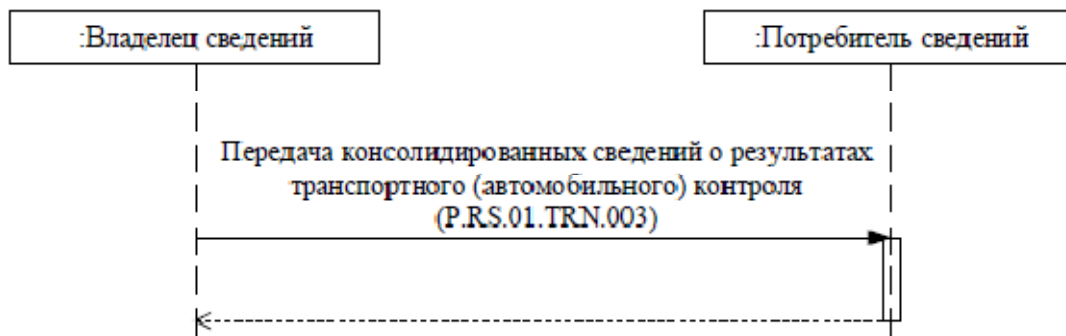 :Владелец сведений
:Потребитель сведений
Передача консолидированных сведений о результатах
транспортного (автомобильного) контроля
(P.RS.01.TRN.003)